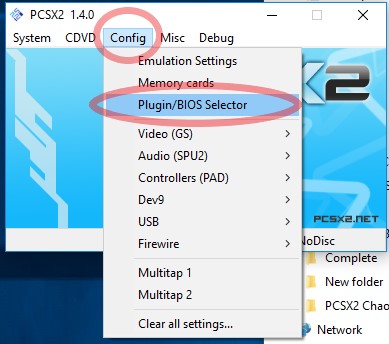 PCSX2 1.4.0
System CDVD Config Misc Debug
Emulation Settings
Memory cards
Plugin/BIOS Selector
Video (GS)
Audio (SPU2)
Controllers (PAD)
Dev9
USB
Firewire
Multitap 1
Multitap 2
Clear all settings...
X2
PCSX2.NET
NoDisc
Complete
New folder
PCSX2 Chao
Network